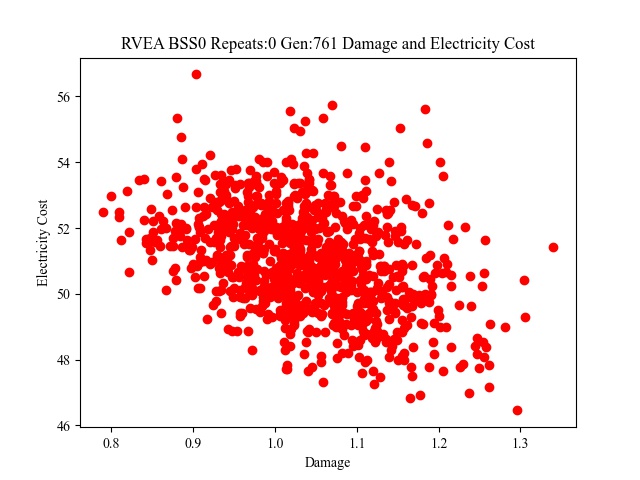 RVEA BSS0 Repeats:0 Gen:761 Damage and Electricity Cost
56
54
52
50
48
46
Electricity Cost
0.8 0.9 1.0 1.1 1.2 1.3
Damage